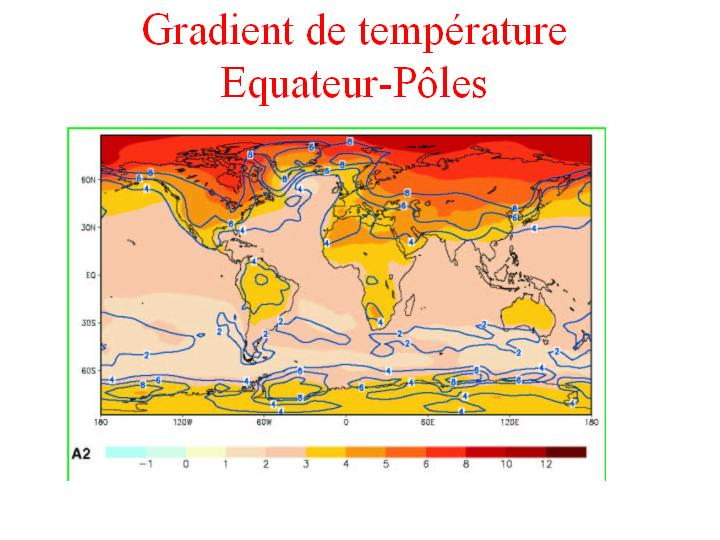 Gradient de température
Equateur-Pôles
60N
30N
EQ
30S
60S
180 120W 60W 0 60E 120E 180
A2
-1 0 1 2 3 4 5 6 8 10 12